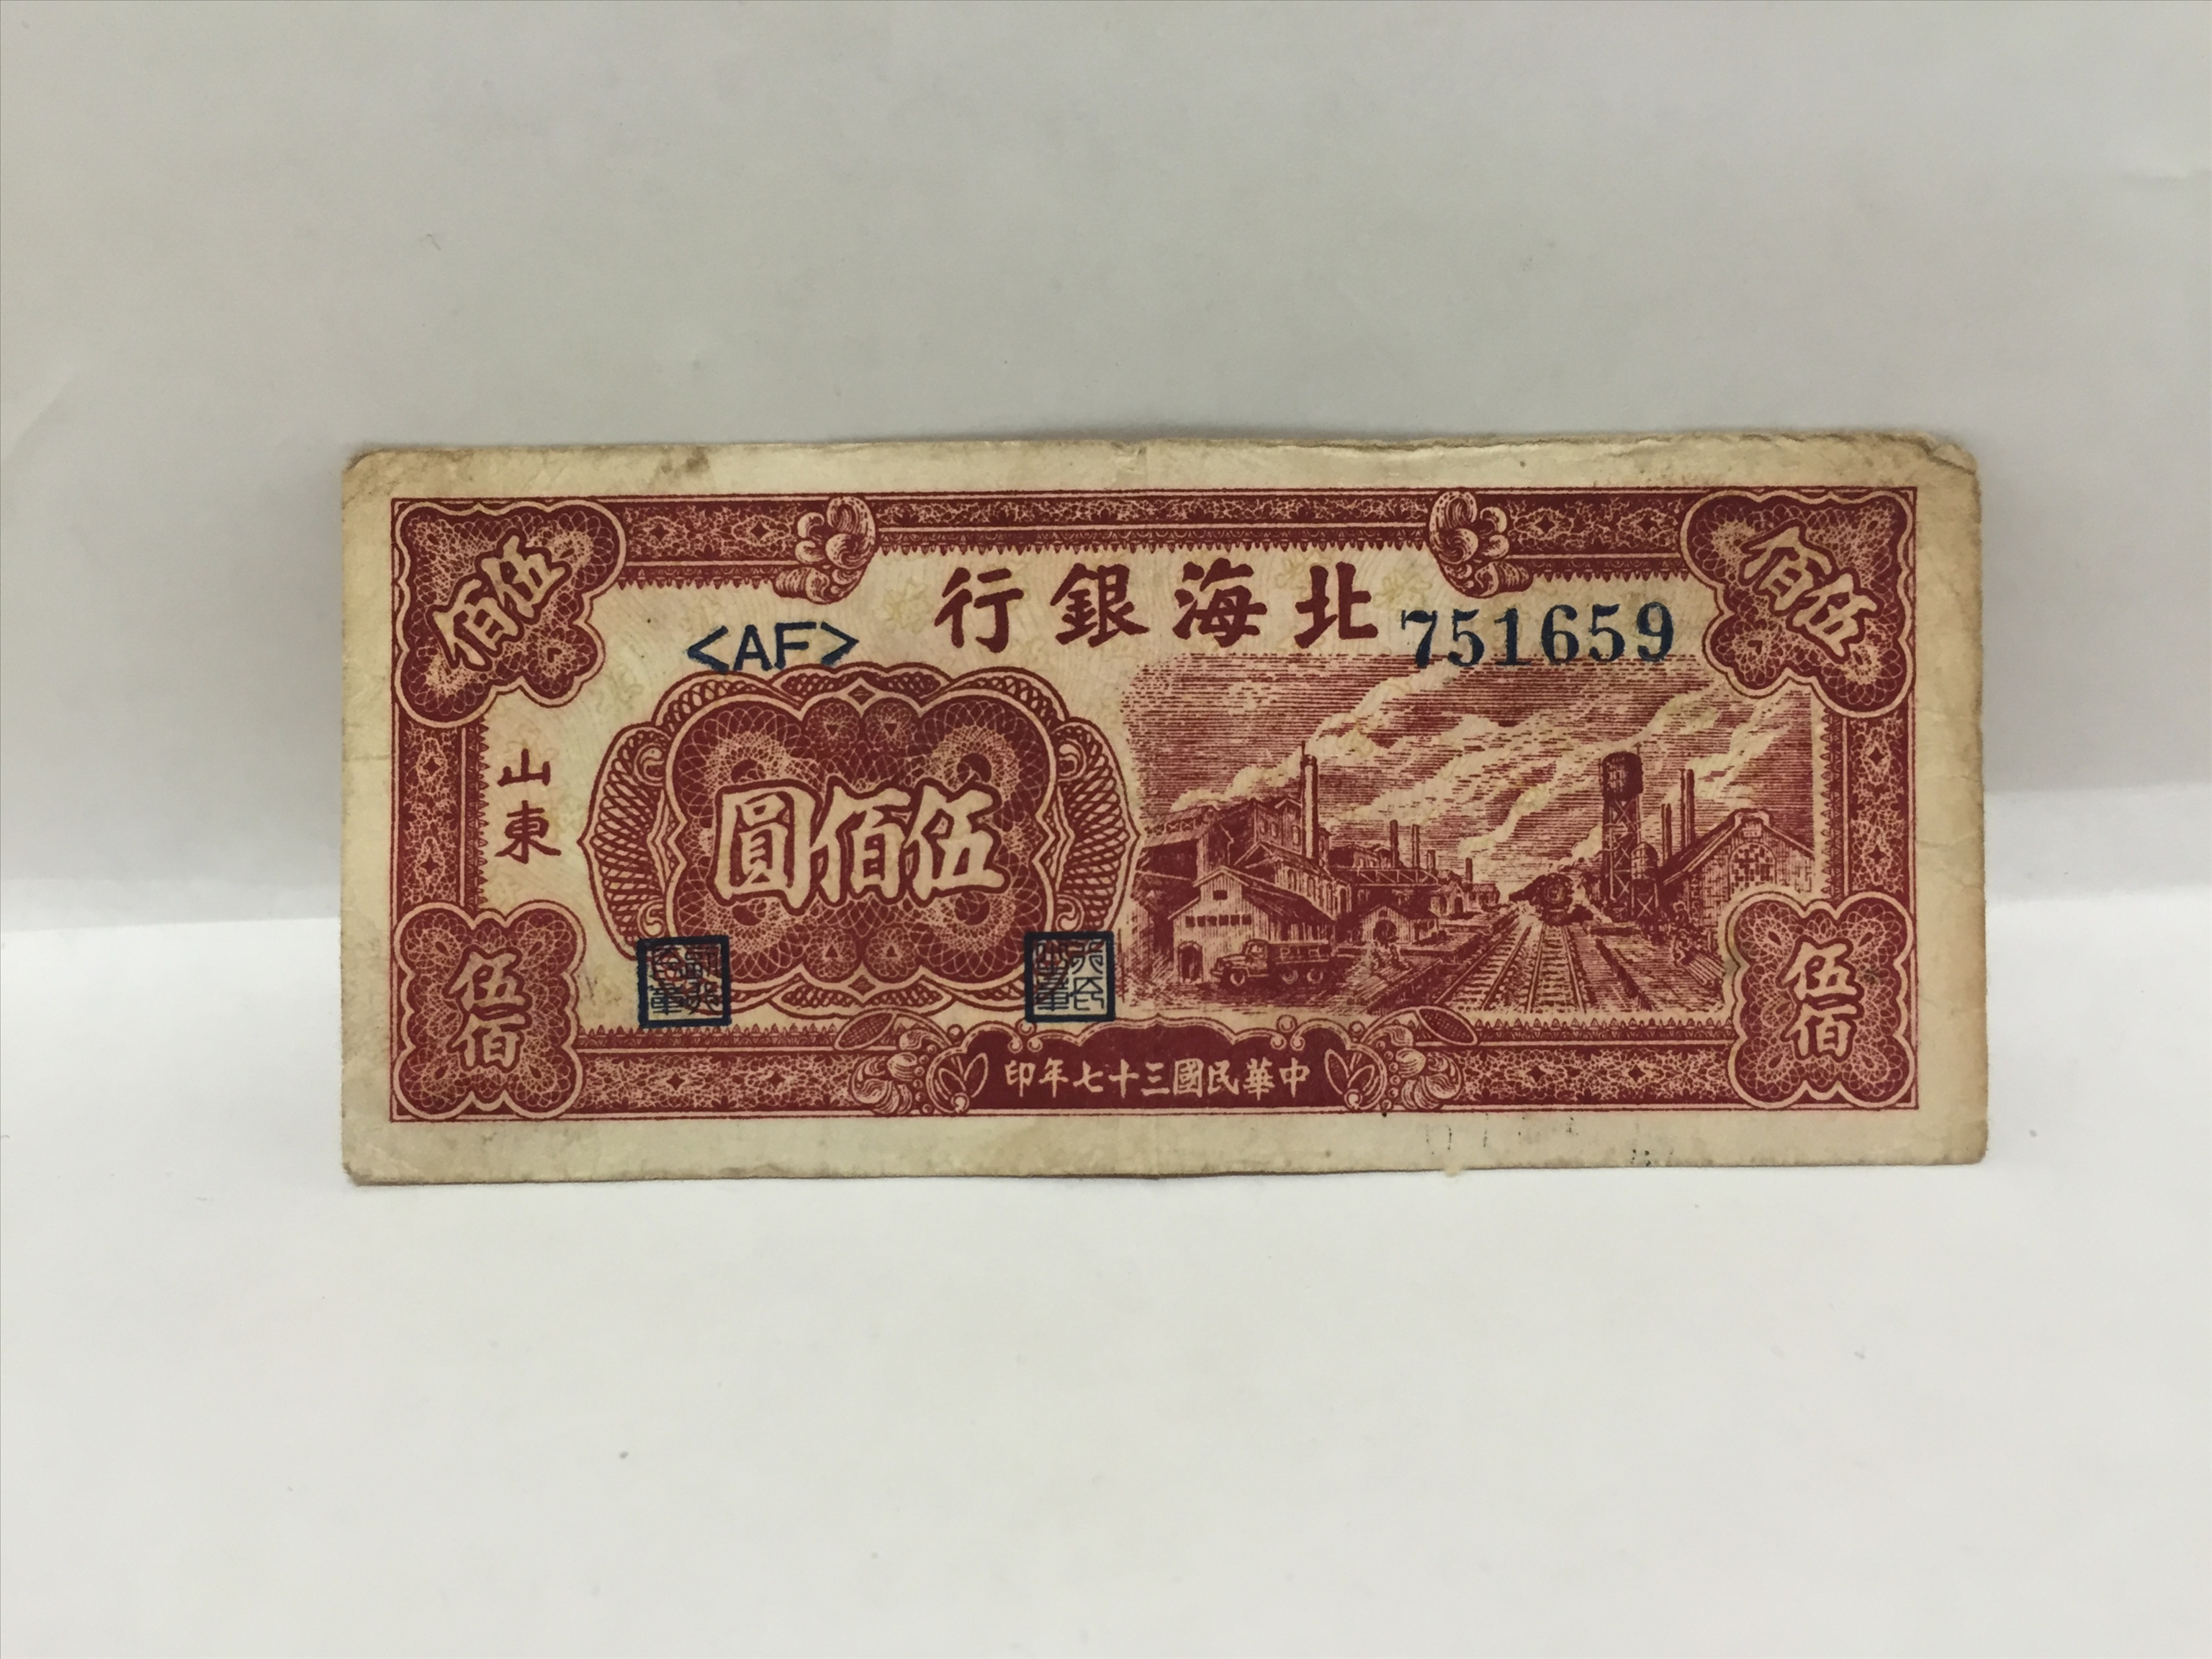 北海銀行
<AF>
751659
伍佰
伍佰
山東
伍佰圓
伍佰
伍佰
中華民國三十七年印